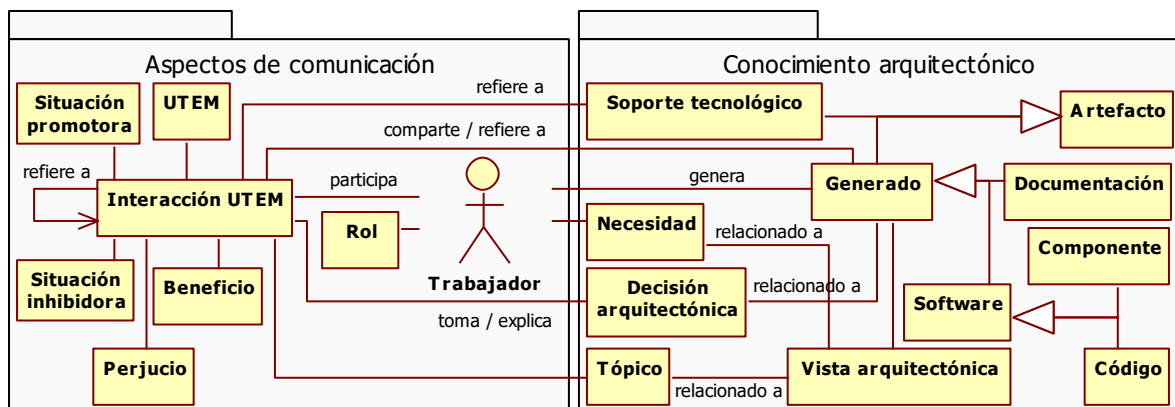 Aspectos de comunicación
Situación
promotora
UTEM
refiere a
Interacción UTEM
Situación
inhibidora
Beneficio
Perjucio
participa
Rol
Trabajador
refiere a
comparte / refiere a
toma / explica
Conocimiento arquitectónico
Soporte tecnológico
Artefacto
genera
Generado
Documentación
Necesidad
relacionado a
Componente
Decisión
arquitectónica
relacionado a
Software
Tópico
relacionado a
Vista arquitectónica
Código